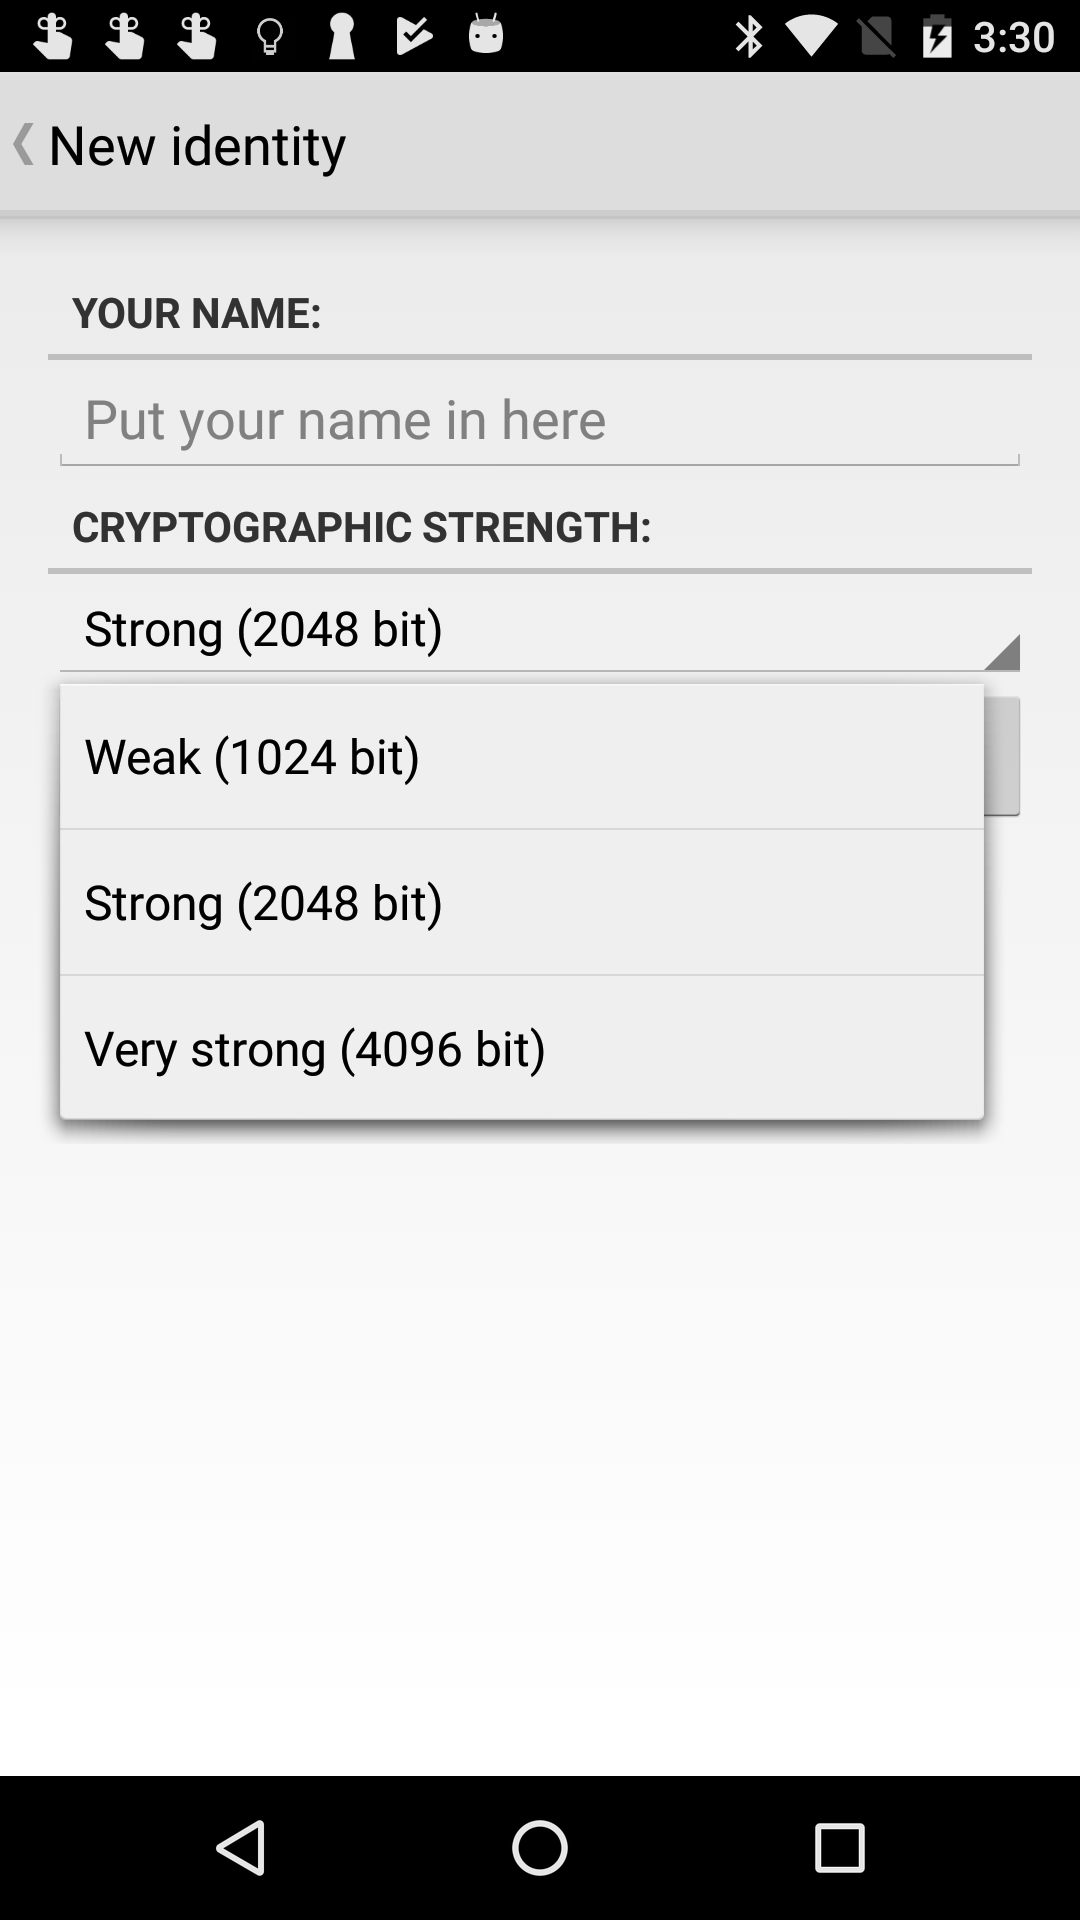 3:30
New identity
YOUR NAME:
Put your name in here
CRYPTOGRAPHIC STRENGTH:
Strong (2048 bit)
Weak (1024 bit)
Strong (2048 bit)
Very strong (4096 bit)